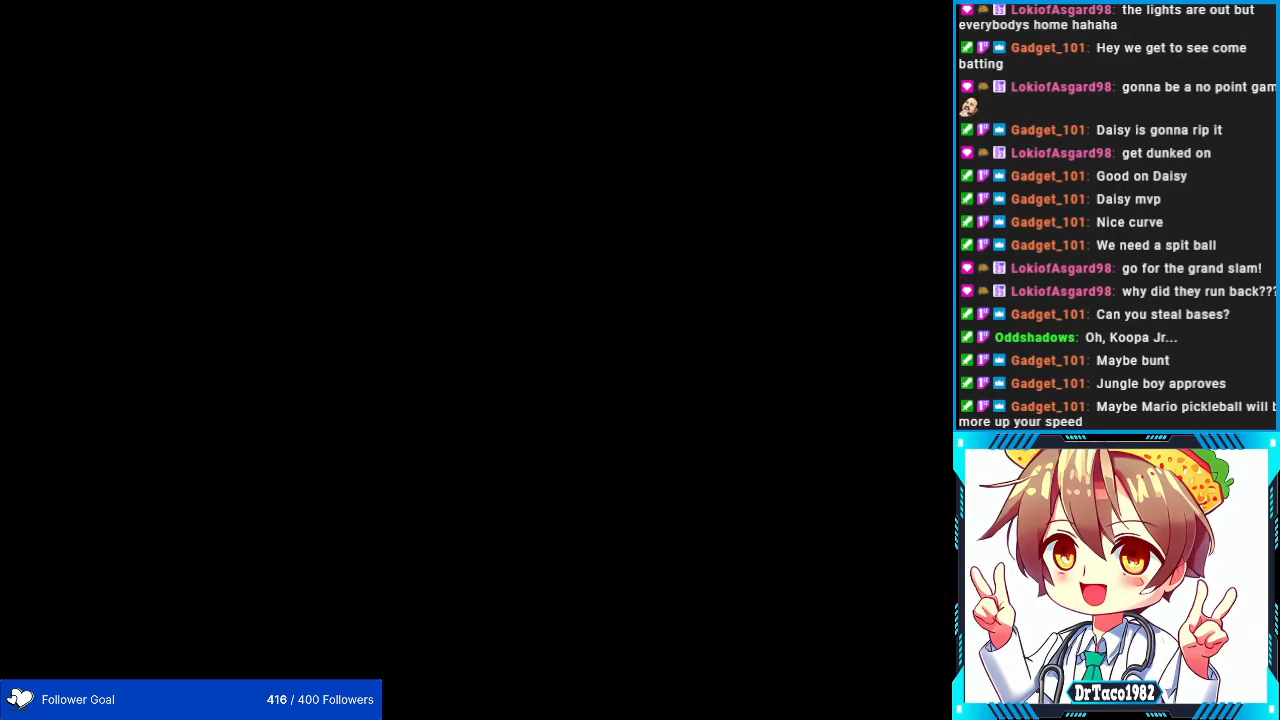 LokiofAsgard98: the lights are out but
everybodys home hahaha
Gadget_101: Hey we get to see come
batting
LokiofAsgard98: gonna be a no point gam
Gadget_101: Daisy is gonna rip it
LokiofAsgard98: get dunked on
Gadget_101: Good on Daisy
Gadget_101: Daisy mvp
Gadget_101: Nice curve
Gadget_101: We need a spit ball
LokiofAsgard98: go for the grand slam!
LokiofAsgard98: why did they run back???
Gadget_101: Can you steal bases?
Oddshadows: Oh, Koopa Jr...
Gadget_101: Maybe bunt
Gadget_101: Jungle boy approves
Gadget_101: Maybe Mario pickleball will b
more up your speed
DrTaco1982
Follower Goal 416 / 400 Followers